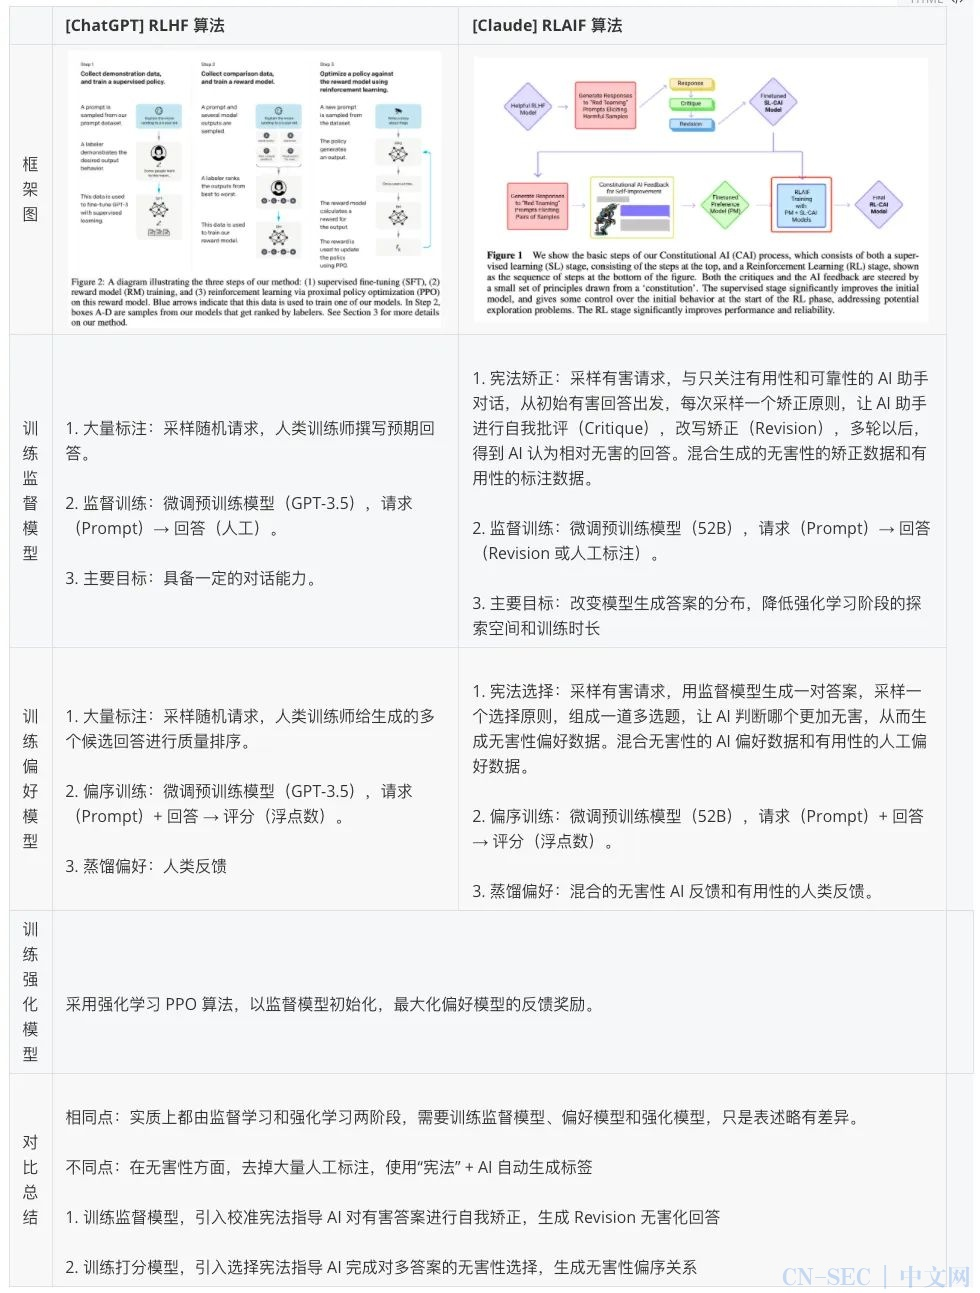 [ChatGPT] RLHF 算法
[Claude] RLAIF 算法
框架图
Step 1
Collect demonstration data,
and train a supervised policy.
A prompt is
sampled from our
prompt dataset.
A labeler
demonstrates the
desired output
behavior.
This data is used
to fine-tune GPT-3
with supervised
learning.
SFT
Step 2
Collect comparison data,
and train a reward model.
A prompt and
several model
outputs are
sampled.
A labeler ranks
the outputs from
best to worst.
This data is used
to train our
reward model.
Step 3
Optimize a policy against
the reward model using
reinforcement learning.
A new prompt
is sampled from
the dataset.
The policy
generates
an output.
The reward model
calculates a
reward for
the output.
The reward is
used to update
the policy
using PPO.
Figure 2: A diagram illustrating the three steps of our method: (1) supervised fine-tuning (SFT), (2)
reward model (RM) training, and (3) reinforcement learning via proximal policy optimization (PPO)
on this reward model. Blue arrows indicate that this data is used to train one of our models. In Step 2,
boxes A-D are samples from our models that get ranked by labelers. See Section 3 for more details
on our method.
Helpful RLHF
Model
Generate Responses
to "Red Teaming"
Prompts Eliciting
Harmful Samples
Response
Critique
Revision
Finetuned
SL-CAI
Model
Generate Responses
to "Red Teaming"
Prompts Eliciting
Pairs of Samples
Constitutional AI Feedback
for Self-Improvement
Finetuned
Preference
Model (PM)
RLAIF
Training
with
PM + SL-CAI
Models
Final
RL-CAI
Model
Figure 1 We show the basic steps of our Constitutional AI (CAI) process, which consists of both a super-
vised learning (SL) stage, consisting of the steps at the top, and a Reinforcement Learning (RL) stage, shown
as the sequence of steps at the bottom of the figure. Both the critiques and the AI feedback are steered by
a small set of principles drawn from a 'constitution'. The supervised stage significantly improves the initial
model, and gives some control over the initial behavior at the start of the RL phase, addressing potential
exploration problems. The RL stage significantly improves performance and reliability.
训练监督模型
1. 大量标注：采样随机请求，人类训练师撰写预期回
答。
2. 监督训练：微调预训练模型（GPT-3.5），请求
（Prompt）→ 回答（人工）。
3. 主要目标：具备一定的对话能力。
1. 宪法矫正：采样有害请求，与只关注有用性和可靠性的 AI 助手
对话，从初始有害回答出发，每次采样一个矫正原则，让 AI 助手
进行自我批评（Critique），改写矫正（Revision），多轮以后，
得到 AI 认为相对无害的回答。混合生成的无害性的矫正数据和有
用性的标注数据。
2. 监督训练：微调预训练模型（52B），请求（Prompt）→ 回答
（Revision 或人工标注）。
3. 主要目标：改变模型生成答案的分布，降低强化学习阶段的探
索空间和训练时长
训练偏好模型
1. 大量标注：采样随机请求，人类训练师给生成的多
个候选回答进行质量排序。
2. 偏序训练：微调预训练模型（GPT-3.5），请求
（Prompt）+ 回答 → 评分（浮点数）。
3. 蒸馏偏好：人类反馈
1. 宪法选择：采样有害请求，用监督模型生成一对答案，采样一
个选择原则，组成一道多选题，让 AI 判断哪个更加无害，从而生
成无害性偏好数据。混合无害性的 AI 偏好数据和有用性的人工偏
好数据。
2. 偏序训练：微调预训练模型（52B），请求（Prompt）+ 回答
→ 评分（浮点数）。
3. 蒸馏偏好：混合的无害性 AI 反馈和有用性的人类反馈。
训练强化模型
采用强化学习 PPO 算法，以监督模型初始化，最大化偏好模型的反馈奖励。
对比总结
相同点：实质上都由监督学习和强化学习两阶段，需要训练监督模型、偏好模型和强化模型，只是表述略有差异。
不同点：在无害性方面，去掉大量人工标注，使用“宪法” + AI 自动生成标签
1. 训练监督模型，引入校准宪法指导 AI 对有害答案进行自我矫正，生成 Revision 无害化回答
2. 训练打分模型，引入选择宪法指导 AI 完成对多答案的无害性选择，生成无害性偏序关系
CN-SEC | 中文网